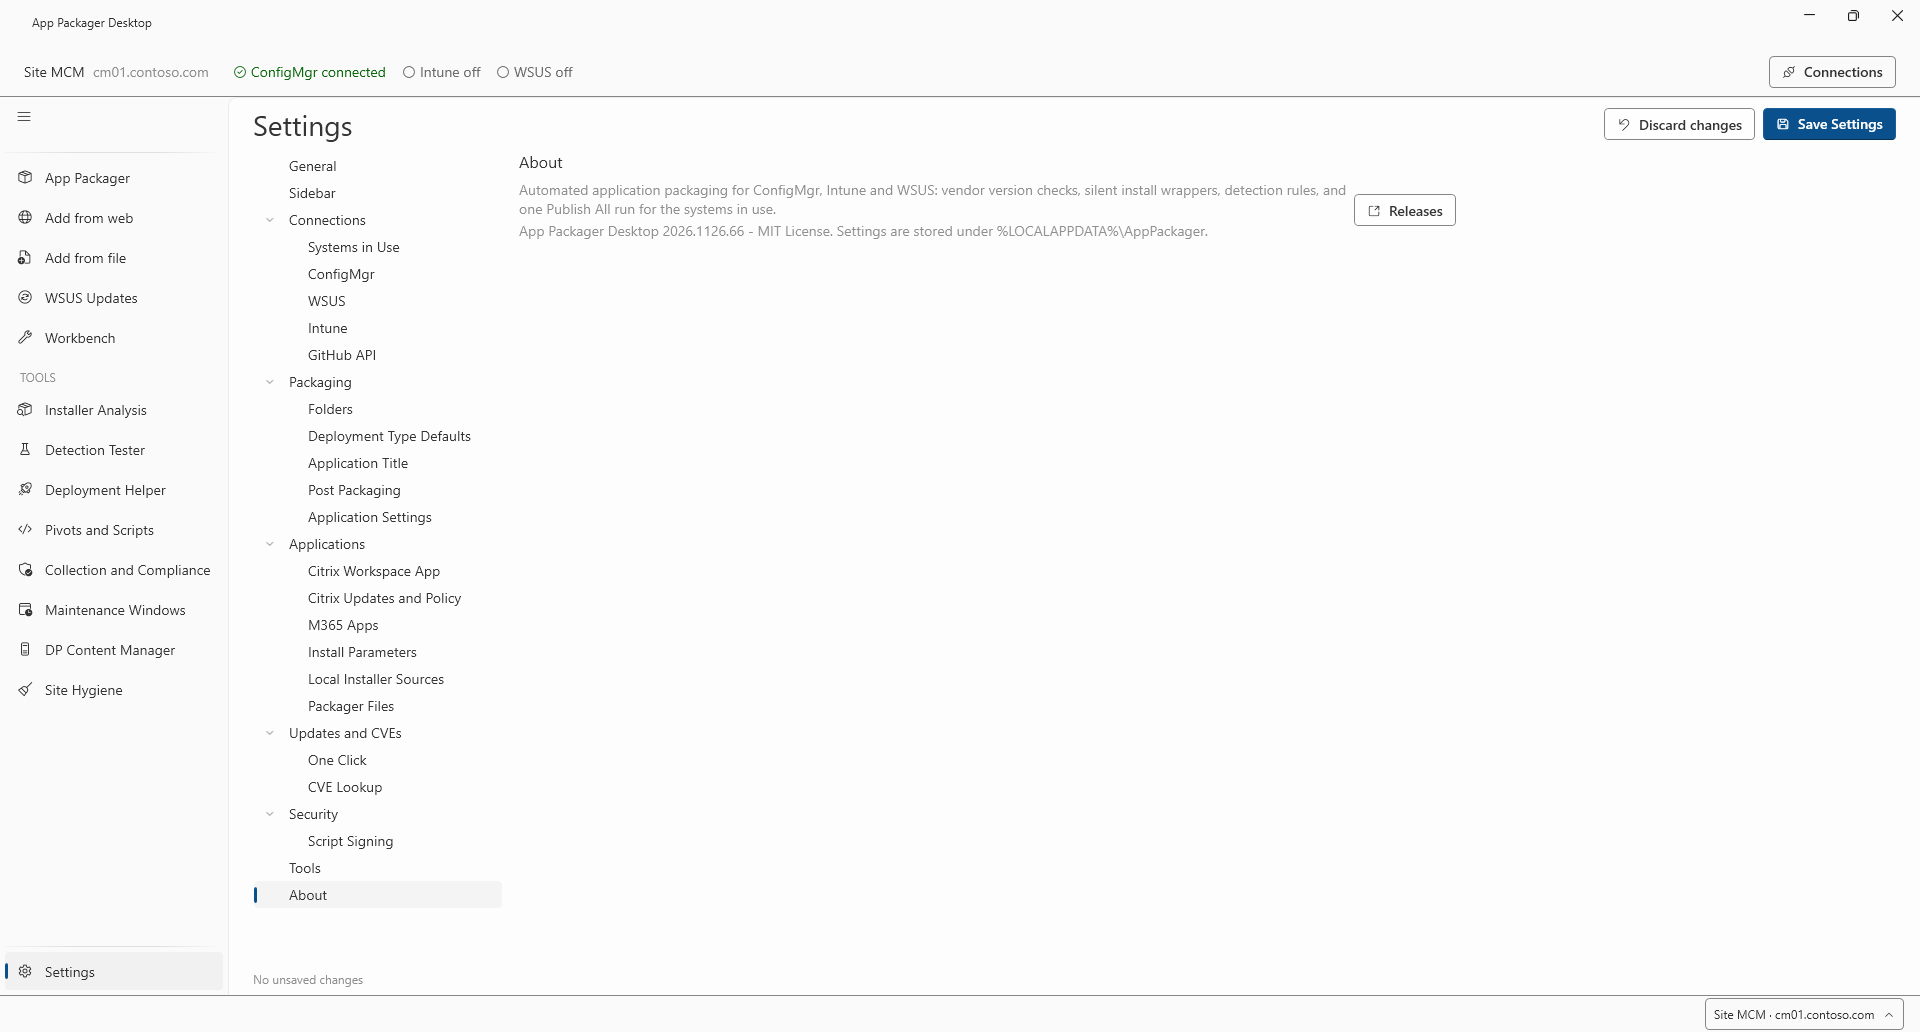 App Packager Desktop
Site MCM cm01.contoso.com ConfigMgr connected Intune off WSUS off Connections
Settings
Discard changes Save Settings
App Packager
Add from web
Add from file
WSUS Updates
Workbench
TOOLS
Installer Analysis
Detection Tester
Deployment Helper
Pivots and Scripts
Collection and Compliance
Maintenance Windows
DP Content Manager
Site Hygiene
Settings
General
Sidebar
Connections
Systems in Use
ConfigMgr
WSUS
Intune
GitHub API
Packaging
Folders
Deployment Type Defaults
Application Title
Post Packaging
Application Settings
Applications
Citrix Workspace App
Citrix Updates and Policy
M365 Apps
Install Parameters
Local Installer Sources
Packager Files
Updates and CVEs
One Click
CVE Lookup
Security
Script Signing
Tools
About
About
Automated application packaging for ConfigMgr, Intune and WSUS: vendor version checks, silent install wrappers, detection rules, and
one Publish All run for the systems in use.
App Packager Desktop 2026.1126.66 - MIT License. Settings are stored under %LOCALAPPDATA%\AppPackager.
Releases
No unsaved changes
Site MCM · cm01.contoso.com